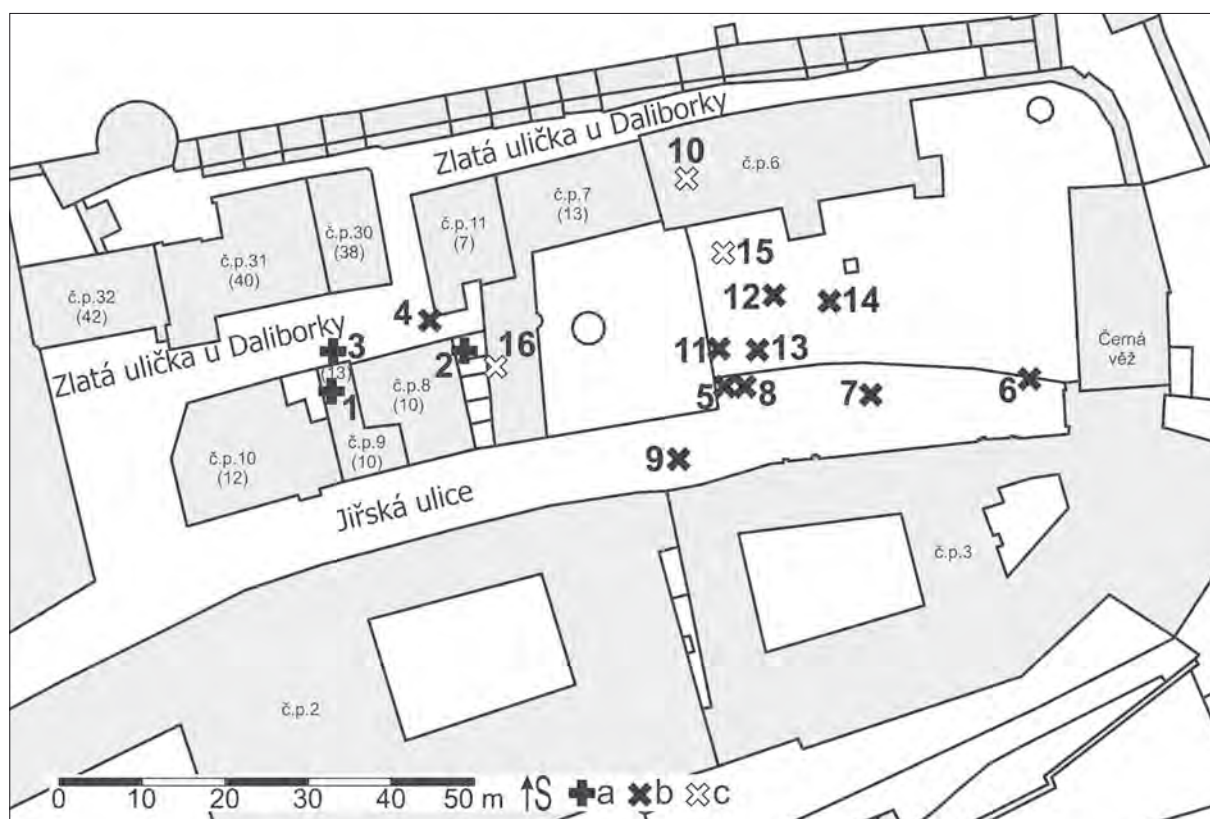 Zlatá ulička u Daliborky
10
č.p.6
č.p.7
(13)
č.p.11
(7)
č.p.30
(38)
č.p.31
(40)
č.p.32
(42)
15
12
14
4
Zlatá ulička u Daliborky
3
2
16
11
13
Černá
věž
(13)
1
č.p.8
(10)
5
8
7
6
č.p.10
(12)
č.p.9
(10)
9
Jiřská ulice
č.p.3
č.p.2
0 10 20 30 40 50 m
S
a b c